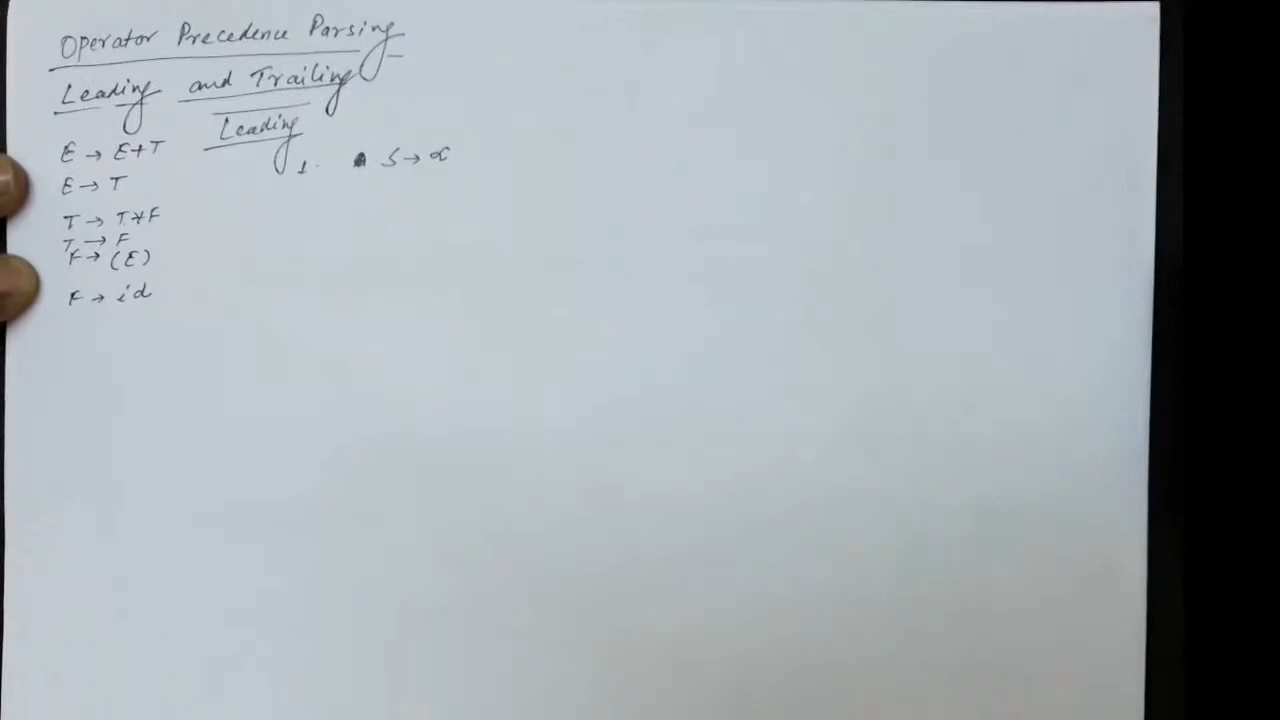 Operator Precedence Parsing
Leading and Trailing
Leading
E → E+T
1. S → α
E → T
T → T*F
T → F
F → (E)
F → id